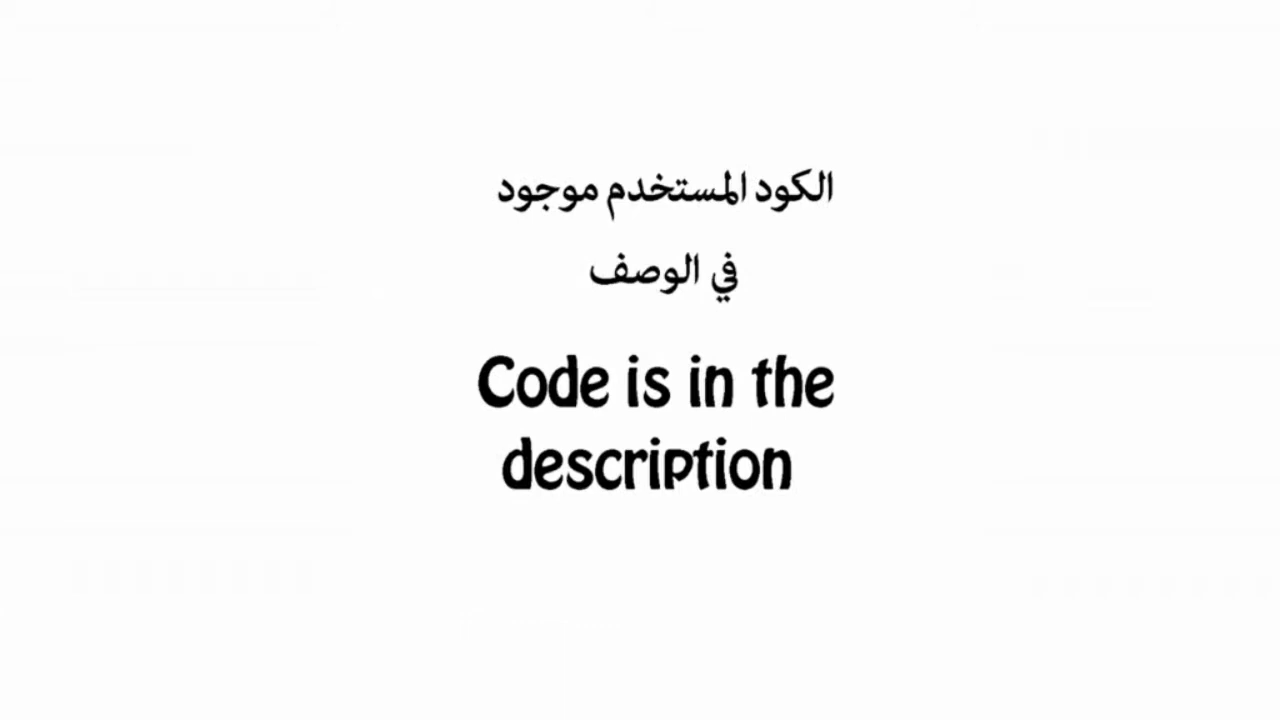 الكود المستخدم موجود
في الوصف
Code is in the
description